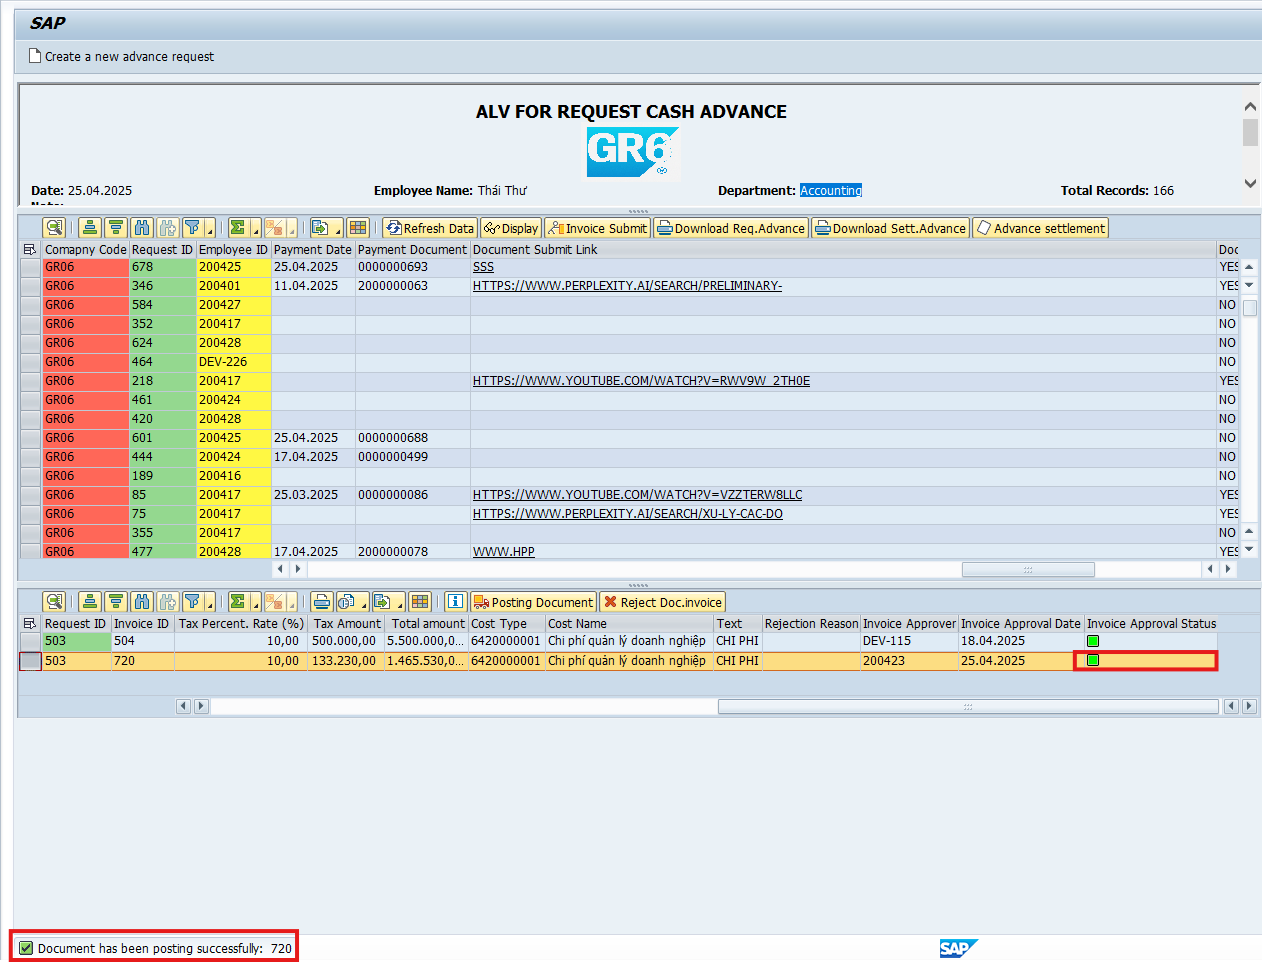 SAP
Create a new advance request
ALV FOR REQUEST CASH ADVANCE
GR6
Date: 25.04.2025 Employee Name: Thái Thư Department: Accounting Total Records: 166
Refresh Data Display Invoice Submit Download Req.Advance Download Sett.Advance Advance settlement
Comapny Code Request ID Employee ID Payment Date Payment Document Document Submit Link Doc
GR06 678 200425 25.04.2025 0000000693 SSS YES
GR06 346 200401 11.04.2025 2000000063 HTTPS://WWW.PERPLEXITY.AI/SEARCH/PRELIMINARY- YES
GR06 584 200427 NO
GR06 352 200417 NO
GR06 624 200428 NO
GR06 464 DEV-226 NO
GR06 218 200417 HTTPS://WWW.YOUTUBE.COM/WATCH?V=RWV9W_2TH0E YES
GR06 461 200424 NO
GR06 420 200428 NO
GR06 601 200425 25.04.2025 0000000688 NO
GR06 444 200424 17.04.2025 0000000499 NO
GR06 189 200416 NO
GR06 85 200417 25.03.2025 0000000086 HTTPS://WWW.YOUTUBE.COM/WATCH?V=VZZTERW8LLC YES
GR06 75 200417 HTTPS://WWW.PERPLEXITY.AI/SEARCH/XU-LY-CAC-DO YES
GR06 355 200417 NO
GR06 477 200428 17.04.2025 2000000078 WWW.HPP YES
Posting Document Reject Doc.invoice
Request ID Invoice ID Tax Percent. Rate (%) Tax Amount Total amount Cost Type Cost Name Text Rejection Reason Invoice Approver Invoice Approval Date Invoice Approval Status
503 504 10,00 500.000,00 5.500.000,0... 6420000001 Chi phí quản lý doanh nghiệp CHI PHI DEV-115 18.04.2025
503 720 10,00 133.230,00 1.465.530,0... 6420000001 Chi phí quản lý doanh nghiệp CHI PHI 200423 25.04.2025
Document has been posting successfully: 720
SAP